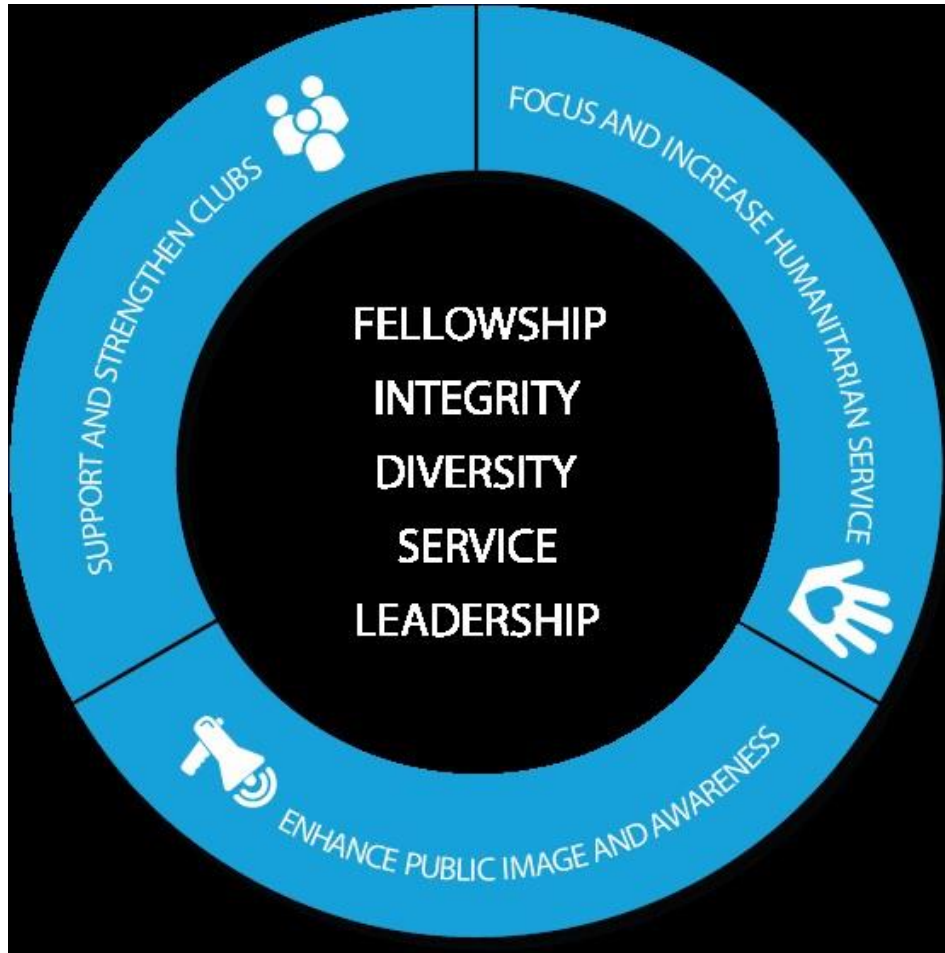 SUPPORT AND STRENGTHEN CLUBS
FOCUS AND INCREASE HUMANITARIAN SERVICE
FELLOWSHIP
INTEGRITY
DIVERSITY
SERVICE
LEADERSHIP
ENHANCE PUBLIC IMAGE AND AWARENESS